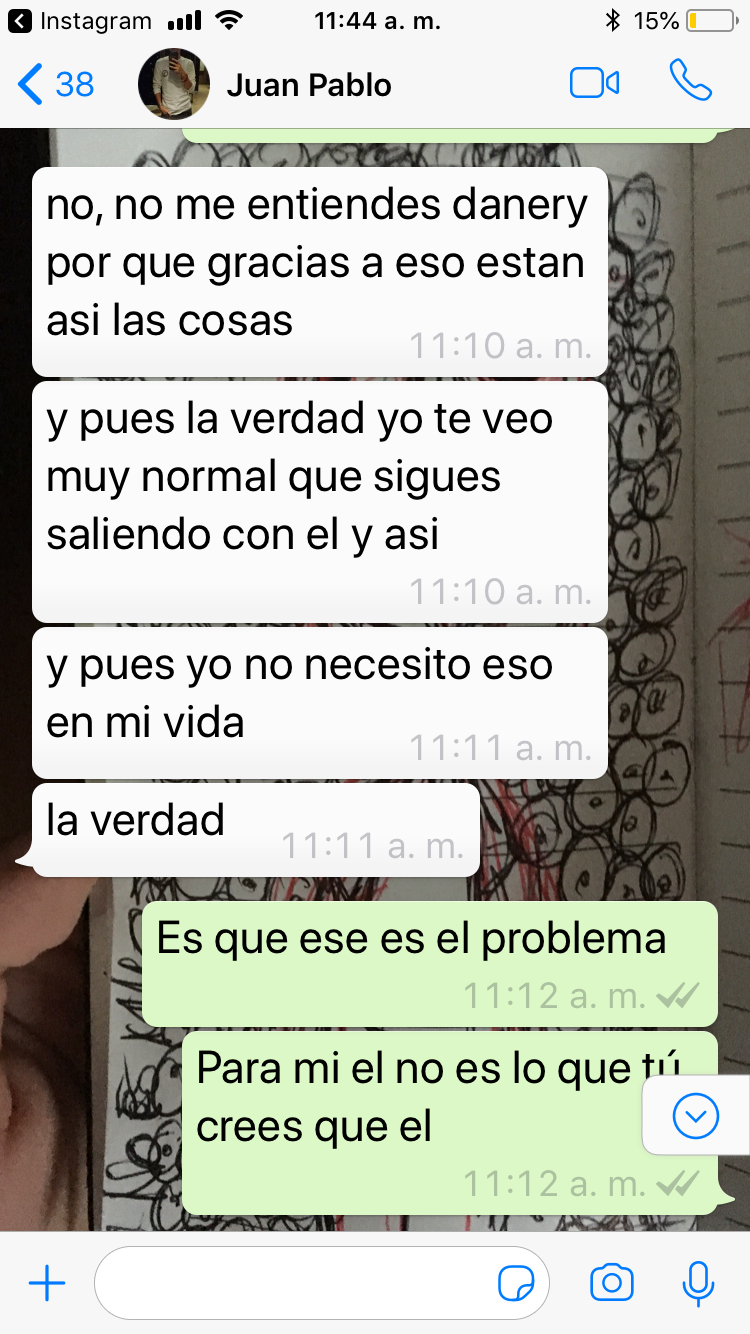 Instagram 11:44 a. m. 15%
38 Juan Pablo
no, no me entiendes danery
por que gracias a eso estan
asi las cosas
11:10 a. m.
y pues la verdad yo te veo
muy normal que sigues
saliendo con el y asi
11:10 a. m.
y pues yo no necesito eso
en mi vida
11:11 a. m.
la verdad
11:11 a. m.
Es que ese es el problema
11:12 a. m.
Para mi el no es lo que tú
crees que el
11:12 a. m.